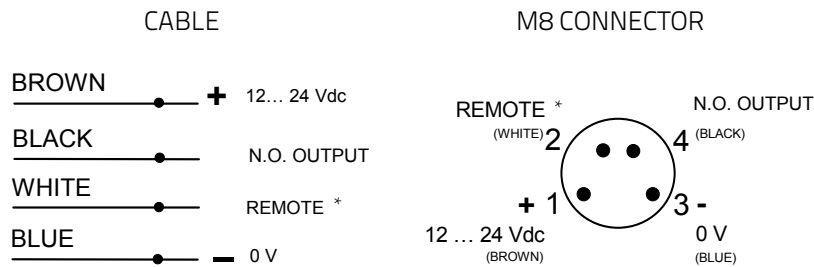 CABLE
BROWN
+ 12... 24 Vdc
BLACK
N.O. OUTPUT
WHITE
REMOTE *
BLUE
- 0 V
M8 CONNECTOR
REMOTE *
(WHITE)
2
N.O. OUTPUT
4 (BLACK)
+ 1
12 ... 24 Vdc
(BROWN)
3 -
0 V
(BLUE)